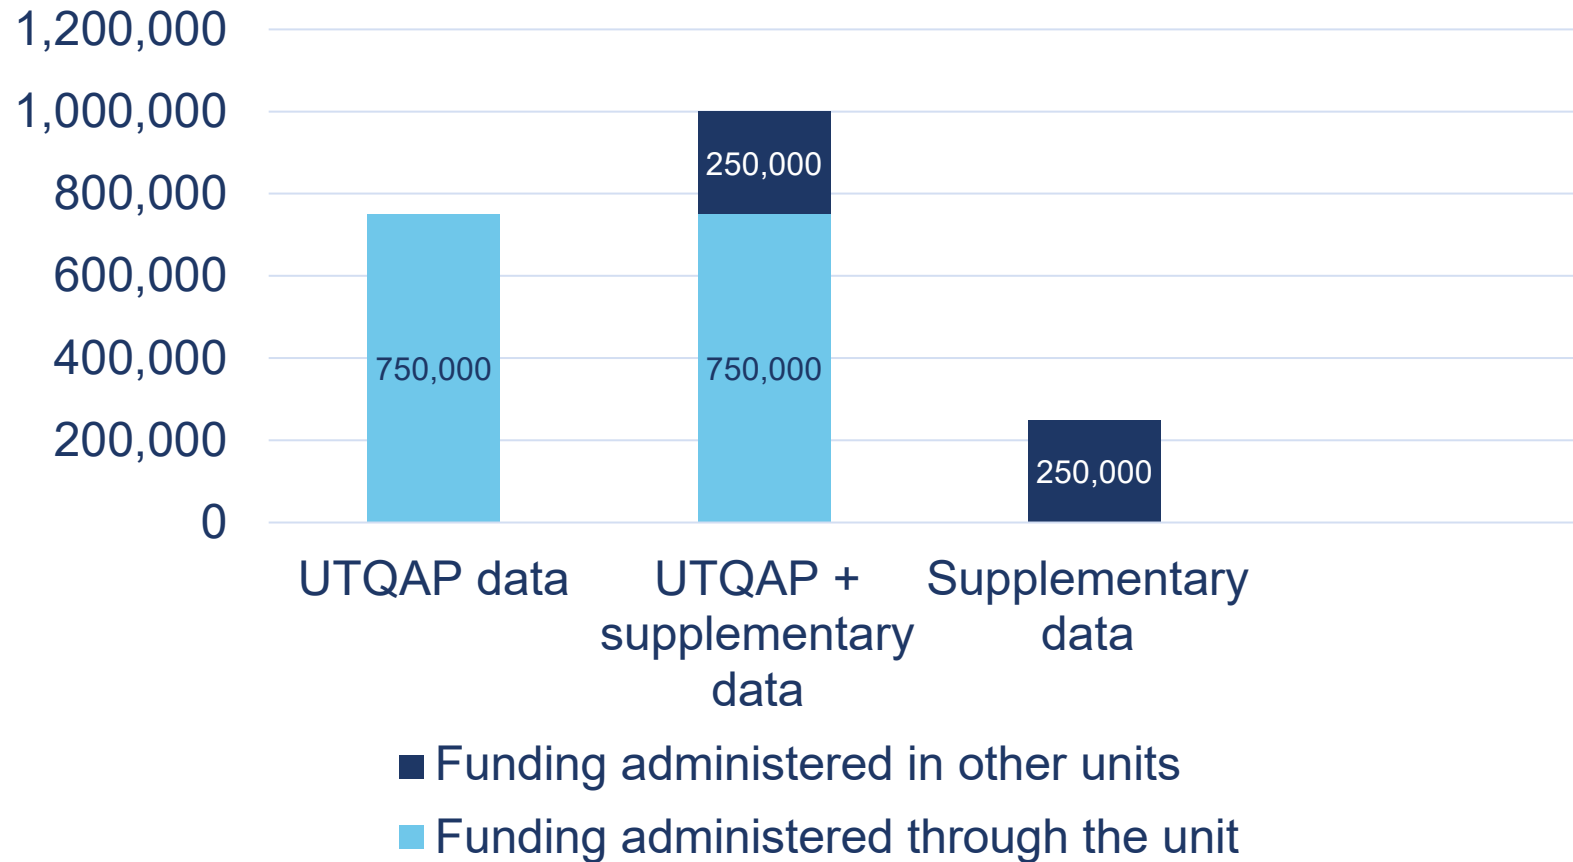 1,200,000
1,000,000
800,000
600,000
400,000
200,000
0
750,000
250,000
750,000
250,000
UTQAP data
UTQAP +
supplementary
data
Supplementary
data
Funding administered in other units
Funding administered through the unit